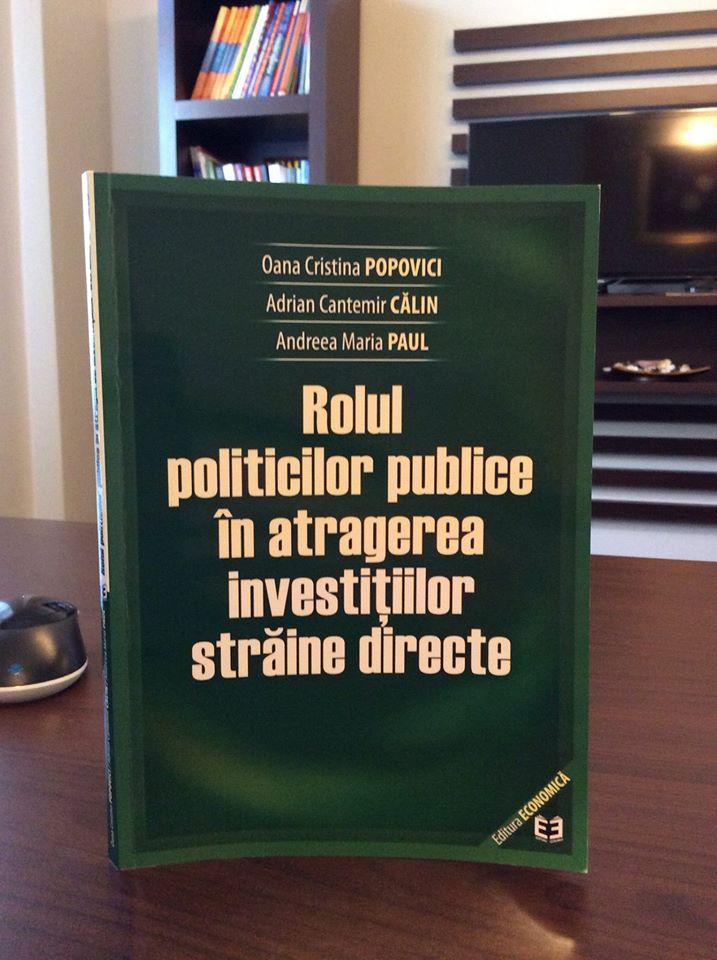 Oana Cristina POPOVICI
Adrian Cantemir CĂLIN
Andreea Maria PAUL
Rolul
politicilor publice
în atragerea
investițiilor
străine directe
Editura ECONOMICĂ